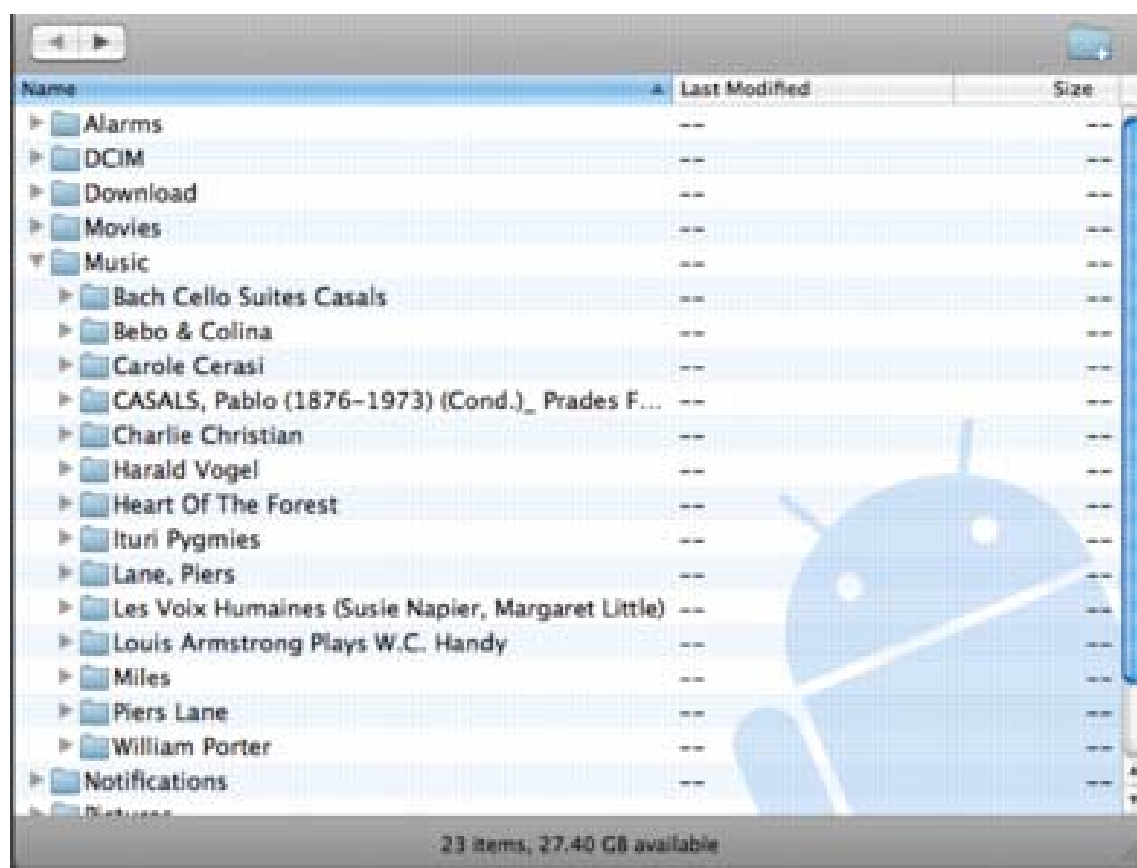 Name Last Modified Size
Alarms -- --
DCIM -- --
Download -- --
Movies -- --
Music -- --
Bach Cello Suites Casals -- --
Bebo & Colina -- --
Carole Cerasi -- --
CASALS, Pablo (1876-1973) (Cond.)_ Prades F... -- --
Charlie Christian -- --
Harald Vogel -- --
Heart Of The Forest -- --
Ituri Pygmies -- --
Lane, Piers -- --
Les Voix Humaines (Susie Napier, Margaret Little) -- --
Louis Armstrong Plays W.C. Handy -- --
Miles -- --
Piers Lane -- --
William Porter -- --
Notifications -- --
Pictures
23 items, 27.40 GB available